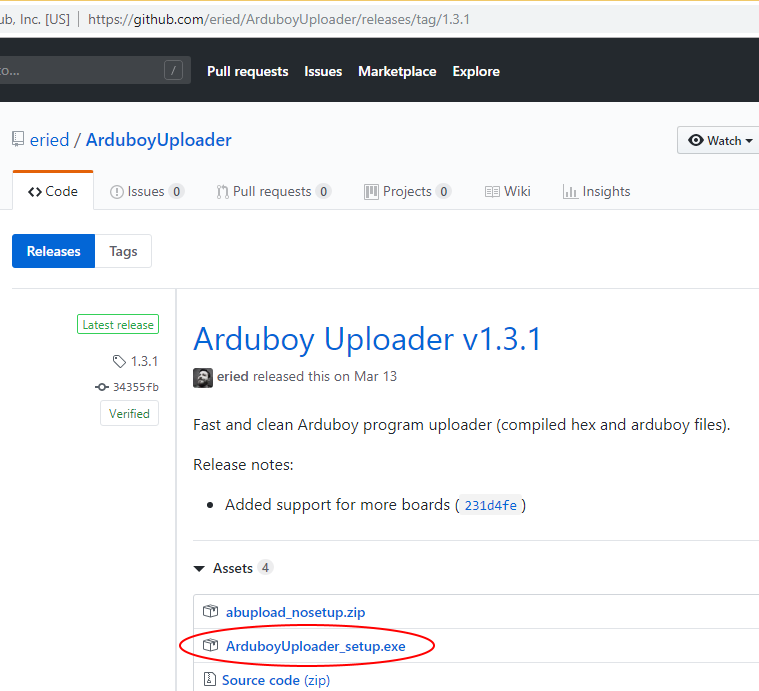 ub, Inc. [US] | https://github.com/eried/ArduboyUploader/releases/tag/1.3.1
o... / Pull requests Issues Marketplace Explore
eried / ArduboyUploader Watch
<> Code Issues 0 Pull requests 0 Projects 0 Wiki Insights
Releases Tags
Latest release
1.3.1
34355fb
Verified
Arduboy Uploader v1.3.1
eried released this on Mar 13
Fast and clean Arduboy program uploader (compiled hex and arduboy files).
Release notes:
• Added support for more boards ( 231d4fe )
Assets 4
abupload_nosetup.zip
ArduboyUploader_setup.exe
Source code (zip)